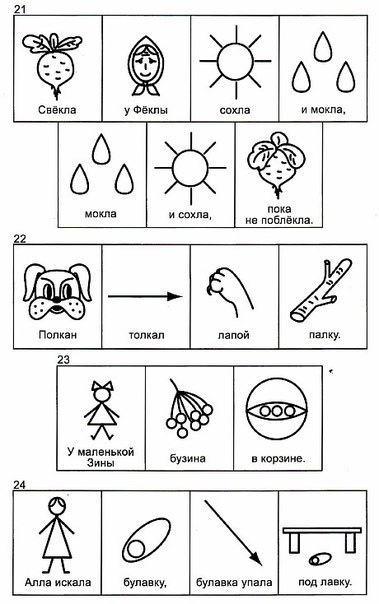 21
Свёкла у Фёклы сохла и мокла,
пока
мокла и сохла, не поблёкла.
22
Полкан толкал лапой палку.
23
У маленькой
Зины бузина в корзине.
24
Алла искала булавку, булавка упала под лавку.